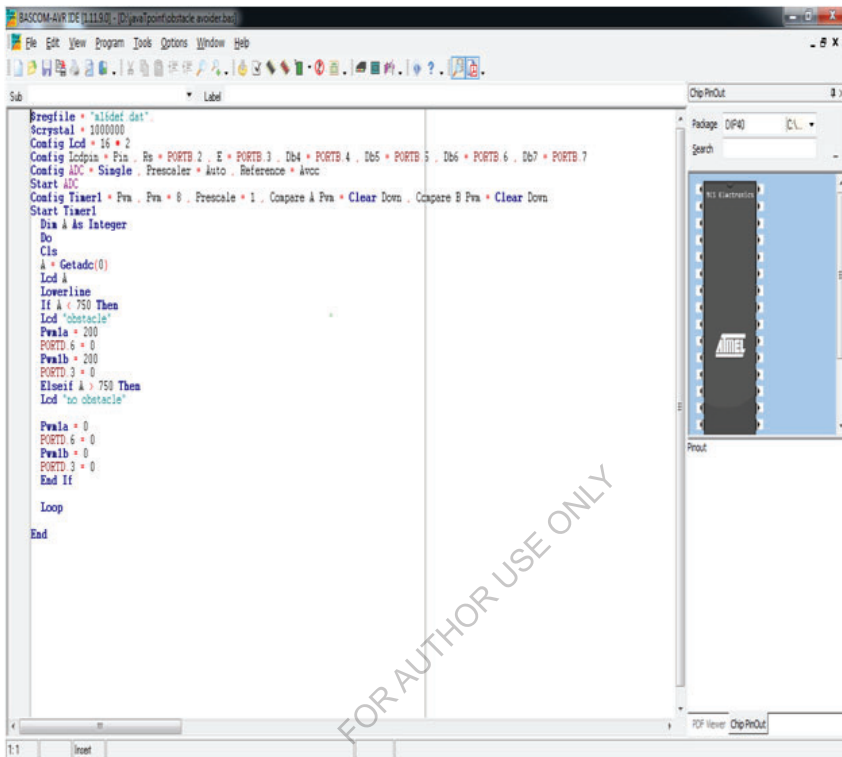 BASCOM-AVR IDE [1.11.9.0] - [D:\javaTpoint\obstacle avoider.bas]
File Edit View Program Tools Options Window Help
Sub Label
Chip PinOut
Package DIP40 C:\...
Search
$regfile = "m16def.dat".
$crystal = 1000000
Config Lcd = 16 * 2
Config Lcdpin = Pin , Rs = PORTB.2 , E = PORTB.3 , Db4 = PORTB.4 , Db5 = PORTB.5 , Db6 = PORTB.6 , Db7 = PORTB.7
Config ADC = Single , Prescaler = Auto , Reference = Avcc
Start ADC
Config Timer1 = Pwm , Pwm = 8 , Prescale = 1 , Compare A Pwm = Clear Down , Compare B Pwm = Clear Down
Start Timer1
Dim A As Integer
Do
Cls
A = Getadc(0)
Lcd A
Lowerline
If A < 750 Then
Lcd "obstacle"
Pwm1a = 200
PORTD.6 = 0
Pwm1b = 200
PORTD.3 = 0
Elseif A > 750 Then
Lcd "no obstacle"
Pwm1a = 0
PORTD.6 = 0
Pwm1b = 0
PORTD.3 = 0
End If
Loop
End
MCS Electronics
ATMEL
Pinout
FOR AUTHOR USE ONLY
PDF Viewer Chip PinOut
1:1 Insert